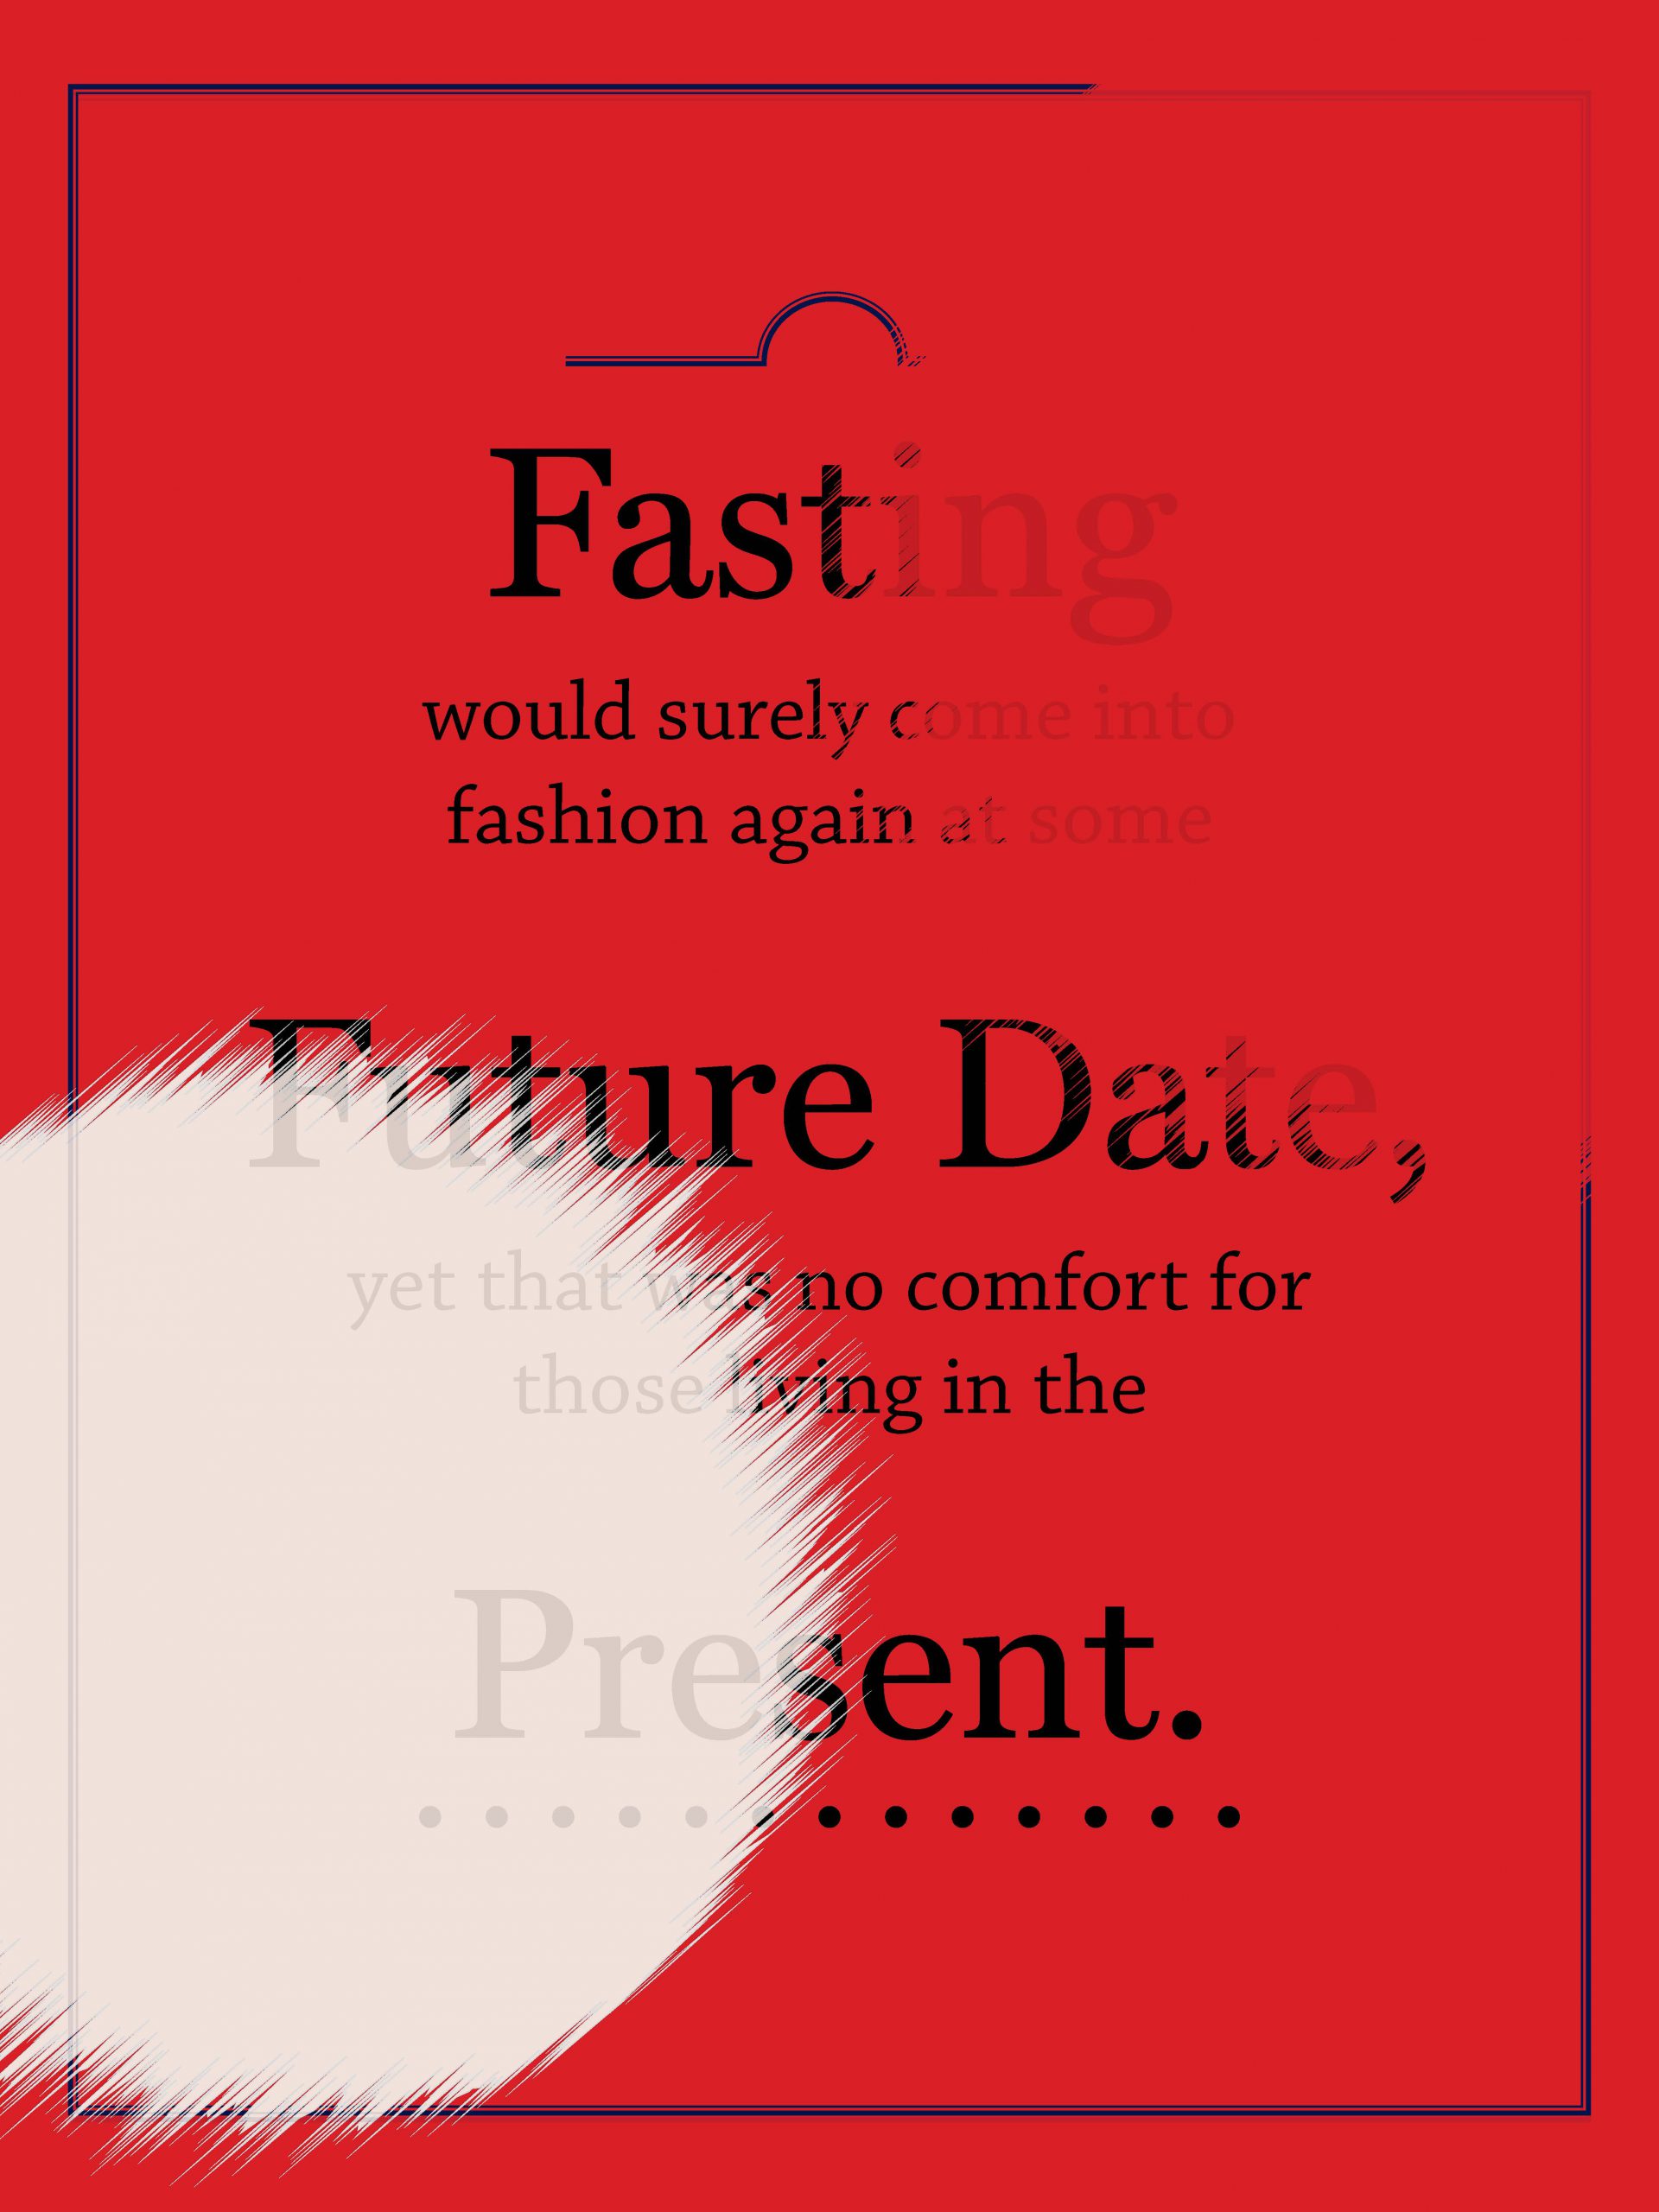 Fasting
would surely come into
fashion again at some
Future Date,
yet that was no comfort for
those living in the
Present.